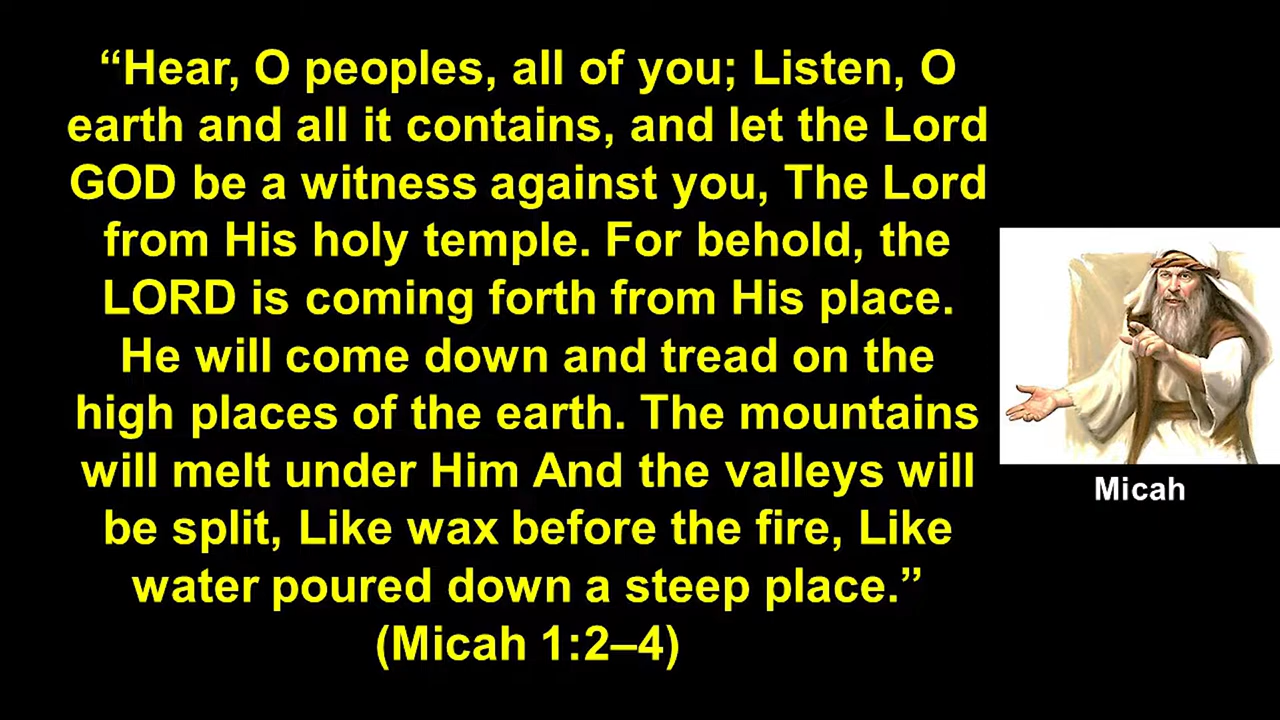 “Hear, O peoples, all of you; Listen, O
earth and all it contains, and let the Lord
GOD be a witness against you, The Lord
from His holy temple. For behold, the
LORD is coming forth from His place.
He will come down and tread on the
high places of the earth. The mountains
will melt under Him And the valleys will
be split, Like wax before the fire, Like
water poured down a steep place.”
(Micah 1:2–4)
Micah